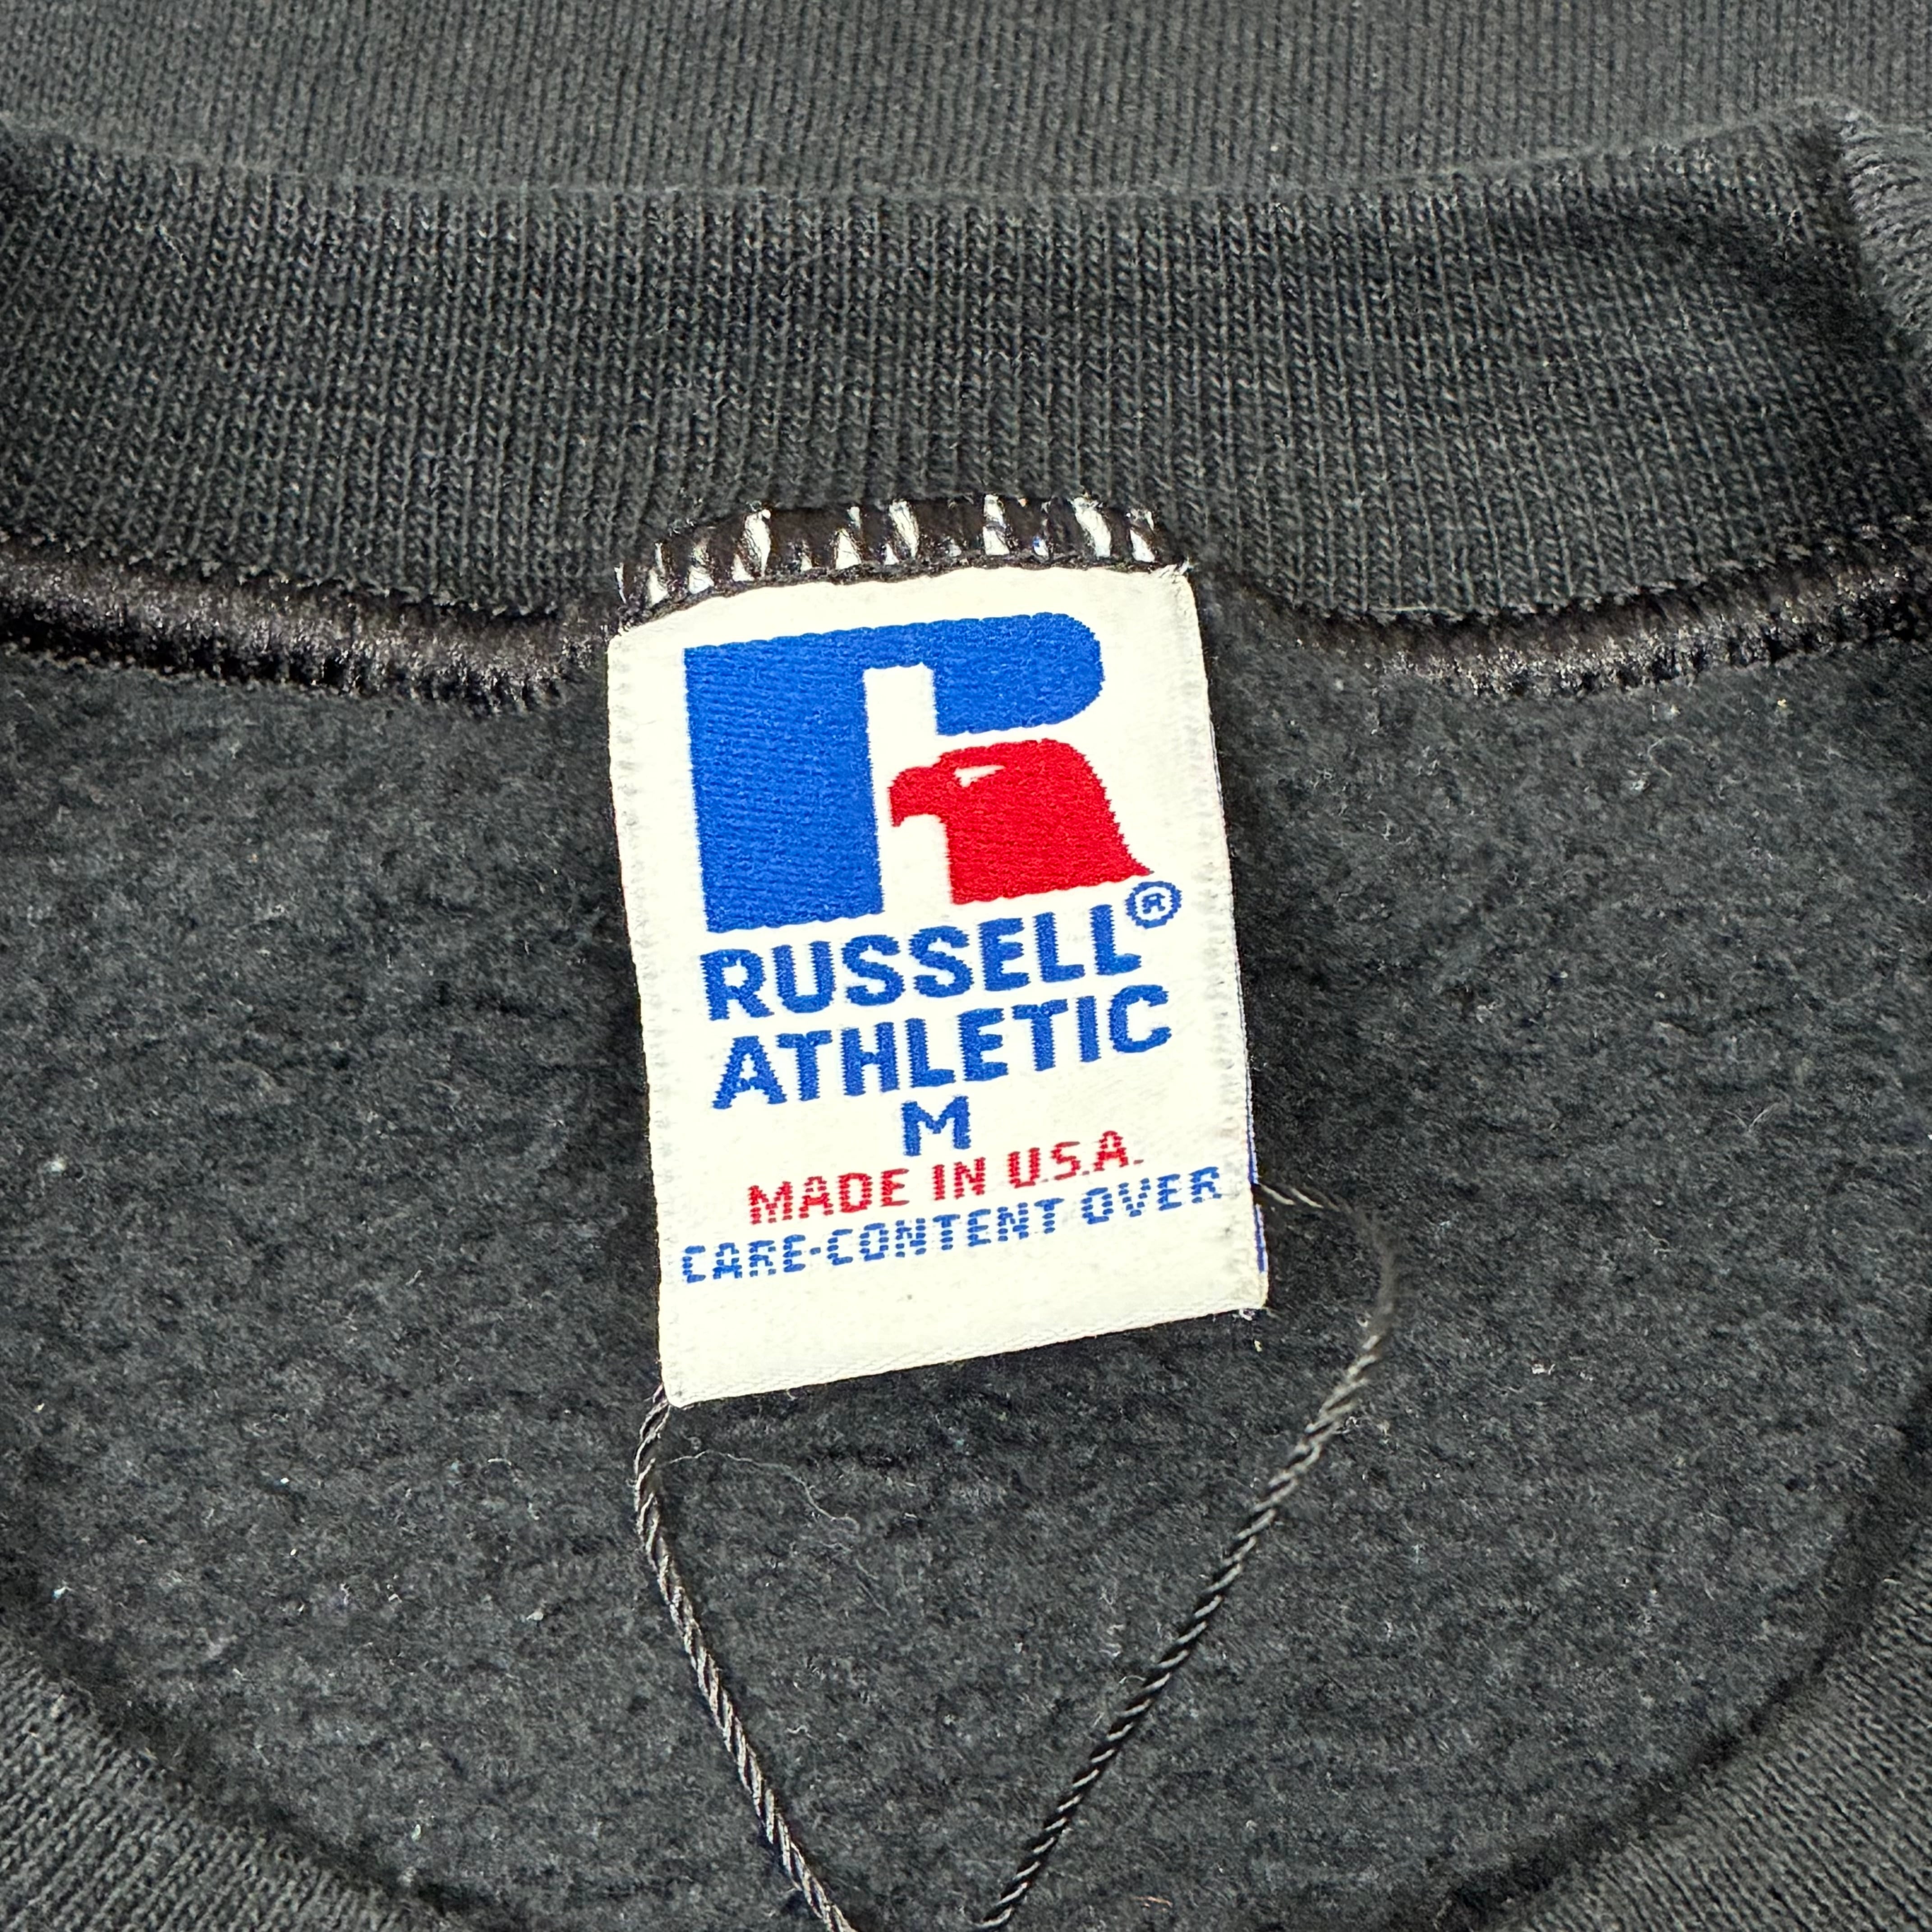 RUSSELL®
ATHLETIC
M
MADE IN U.S.A.
CARE-CONTENT OVER